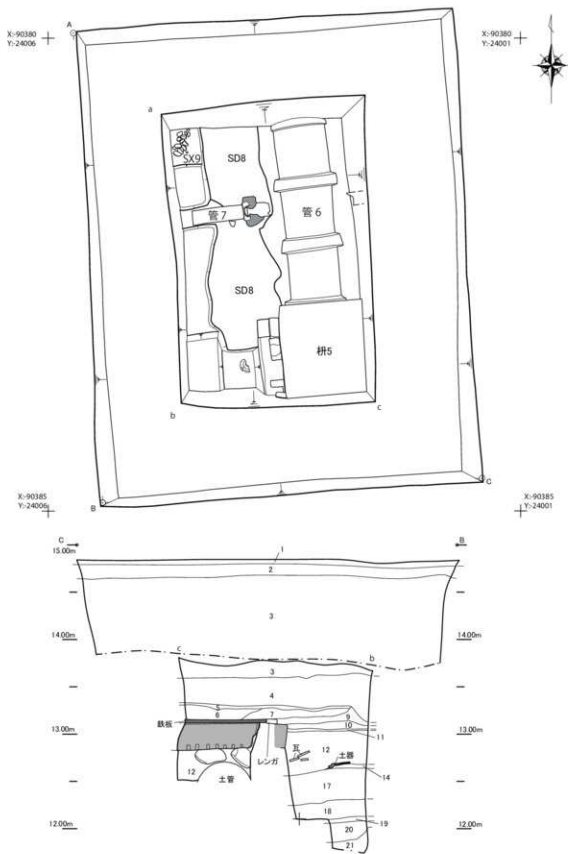 A
X:-90380
Y:-24006
X:-90380
Y:-24001
a
SX9
SD8
管7
管6
SD8
枡5
b
c
X:-90385
Y:-24006
B
C
X:-90385
Y:-24001
C
B
15.00m
1
2
3
14.00m
14.00m
c
b
3
4
5
6
7
9
10
11
鉄板
13.00m
13.00m
瓦
12
土器
レンガ
12
土管
14
17
18
19
12.00m
12.00m
20
21